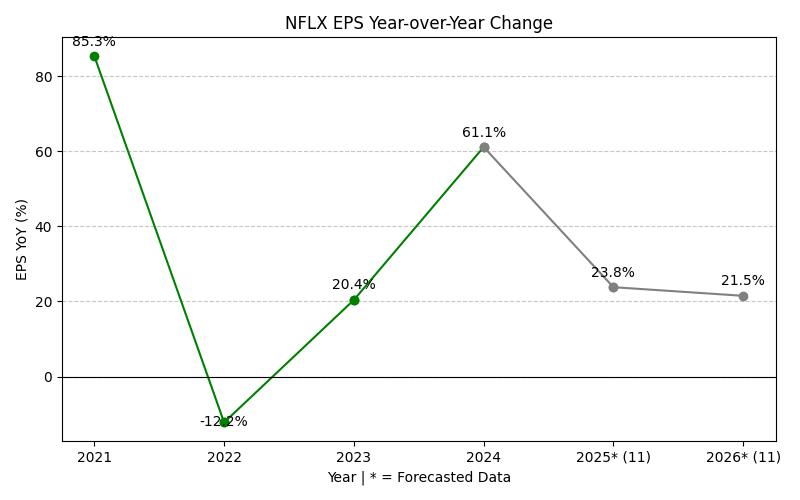 NFLX EPS Year-over-Year Change
85.3%
80
61.1%
60
EPS YoY (%)
40
20.4%
23.8%
21.5%
20
0
-12.2%
2021 2022 2023 2024 2025* (11) 2026* (11)
Year | * = Forecasted Data